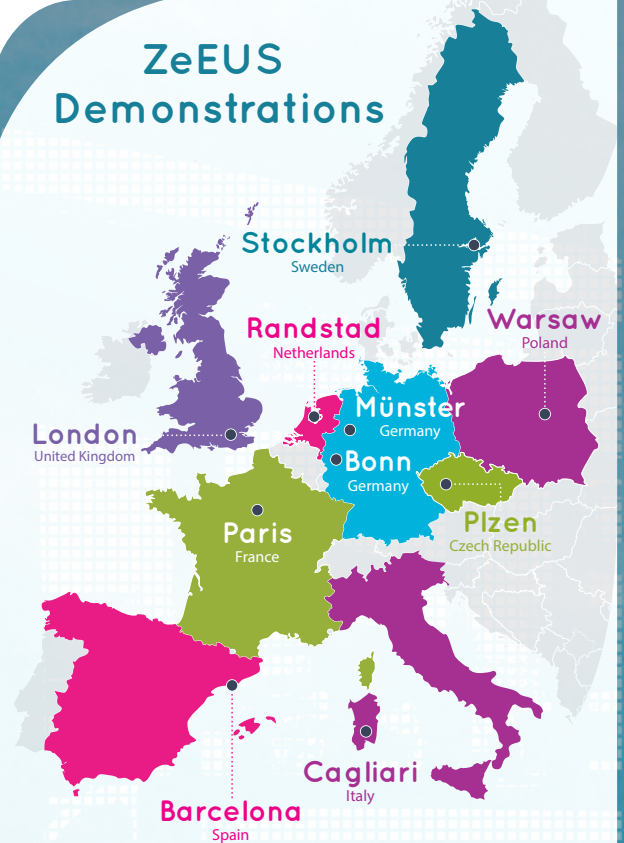 ZeEUS
Demonstrations
Stockholm
Sweden
Warsaw
Poland
Randstad
Netherlands
Münster
Germany
London
United Kingdom
Bonn
Germany
Plzen
Czech Republic
Paris
France
Cagliari
Italy
Barcelona
Spain